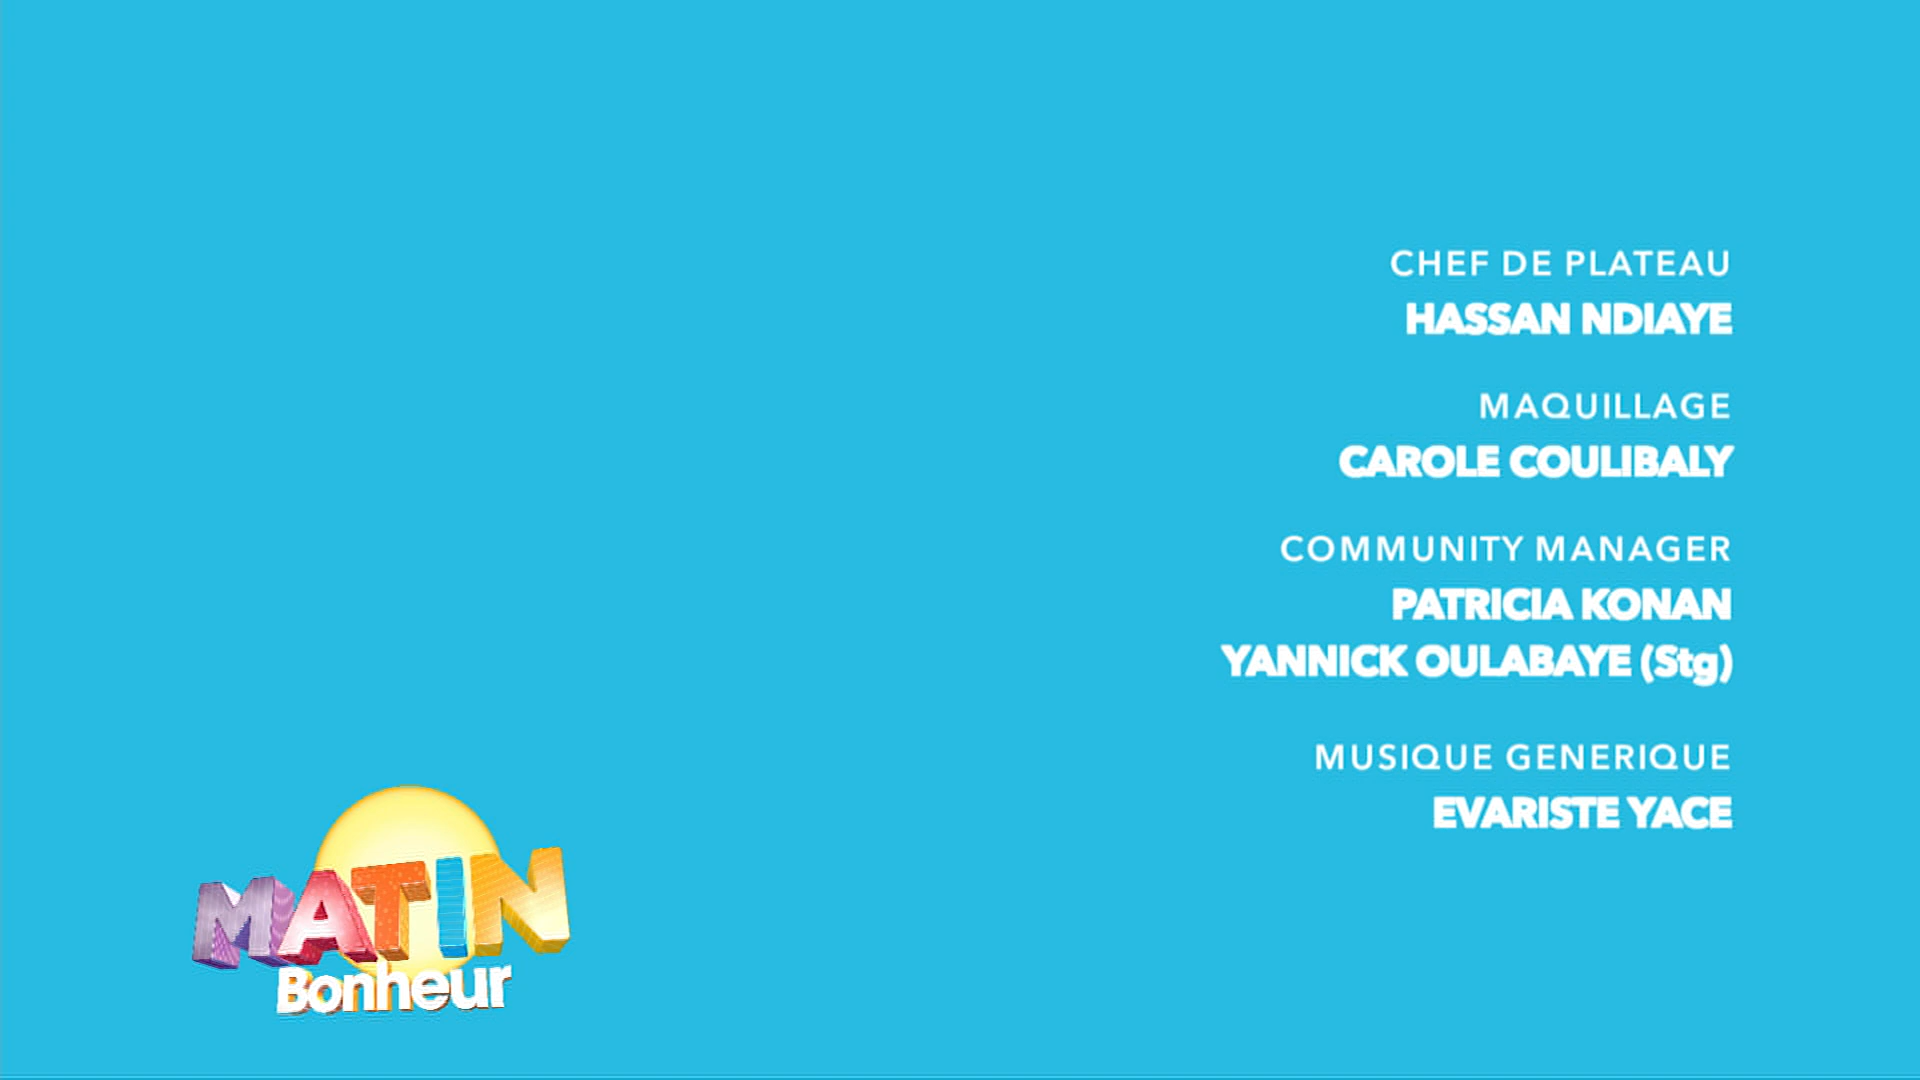 CHEF DE PLATEAU
HASSAN NDIAYE
MAQUILLAGE
CAROLE COULIBALY
COMMUNITY MANAGER
PATRICIA KONAN
YANNICK OULABAYE (Stg)
MUSIQUE GENERIQUE
EVARISTE YACE
MATIN
Bonheur